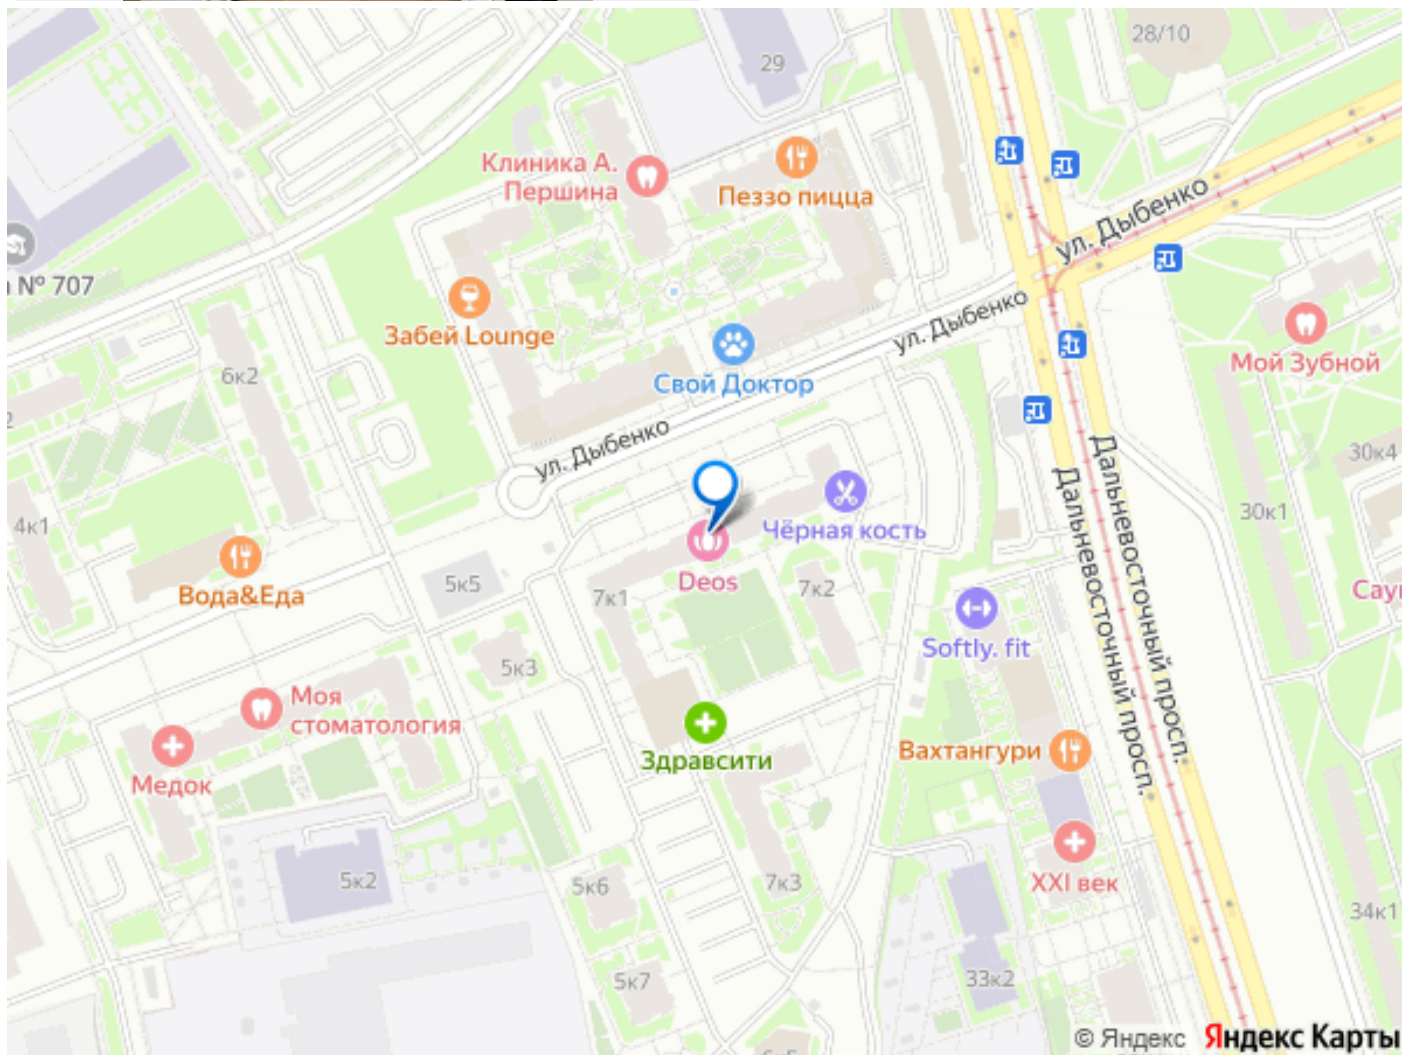 28/10
29
Клиника А.
Першина
Пеззо пицца
ул. Дыбенко
№ 707
Забей Lounge
ул. Дыбенко
Мой Зубной
6к2
Свой Доктор
ул. Дыбенко
30к4
4к1
Чёрная кость
30к1
Дальневосточный просп.
Дальневосточный просп.
Вода&Еда
5к5
7к1
Deos
7к2
Softly. fit
5к3
Моя
стоматология
Медок
Здравсити
Вахтангури
5к2
5к6
7к3
XXI век
34к1
5к7
33к2
© Яндекс Яндекс Карты